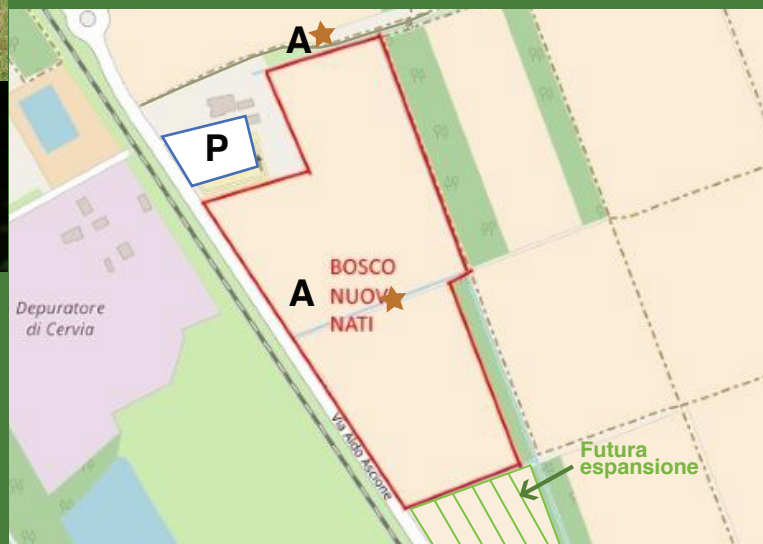 A
P
A
BOSCO
NUOVI
NATI
Depuratore
di Cervia
Via Aldo Ascione
Futura
espansione